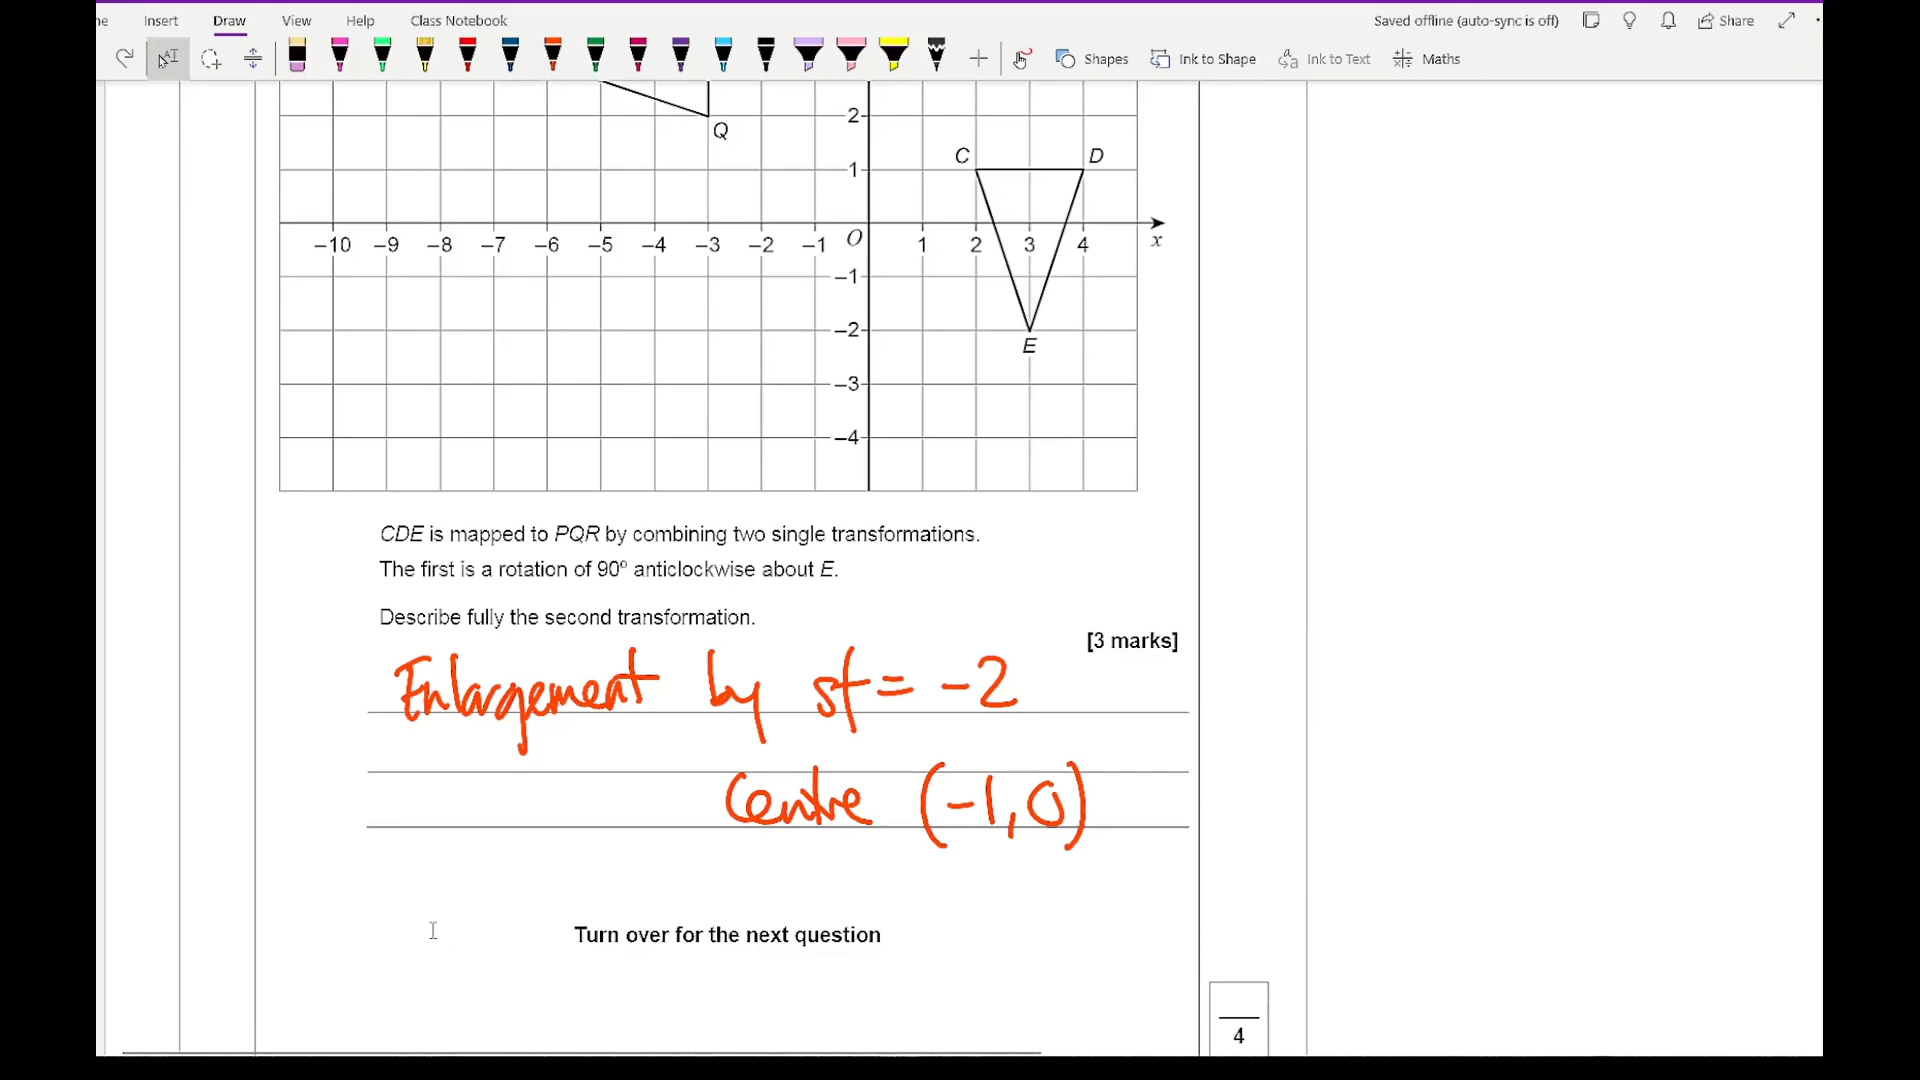 ne Insert Draw View Help Class Notebook Saved offline (auto-sync is off) Share
Shapes Ink to Shape Ink to Text Maths
2
Q
C D
1
-10 -9 -8 -7 -6 -5 -4 -3 -2 -1 O 1 2 3 4 x
-1
-2
E
-3
-4
CDE is mapped to PQR by combining two single transformations.
The first is a rotation of 90º anticlockwise about E.
Describe fully the second transformation.
[3 marks]
Enlargement by sf = -2
Centre (-1, 0)
Turn over for the next question
4